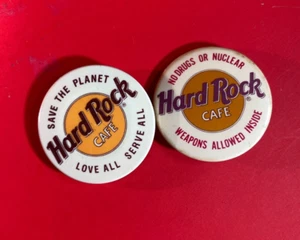 SAVE THE PLANET
Hard Rock
CAFE
LOVE ALL SERVE ALL
NO DRUGS OR NUCLEAR
Hard Rock
CAFE
WEAPONS ALLOWED INSIDE